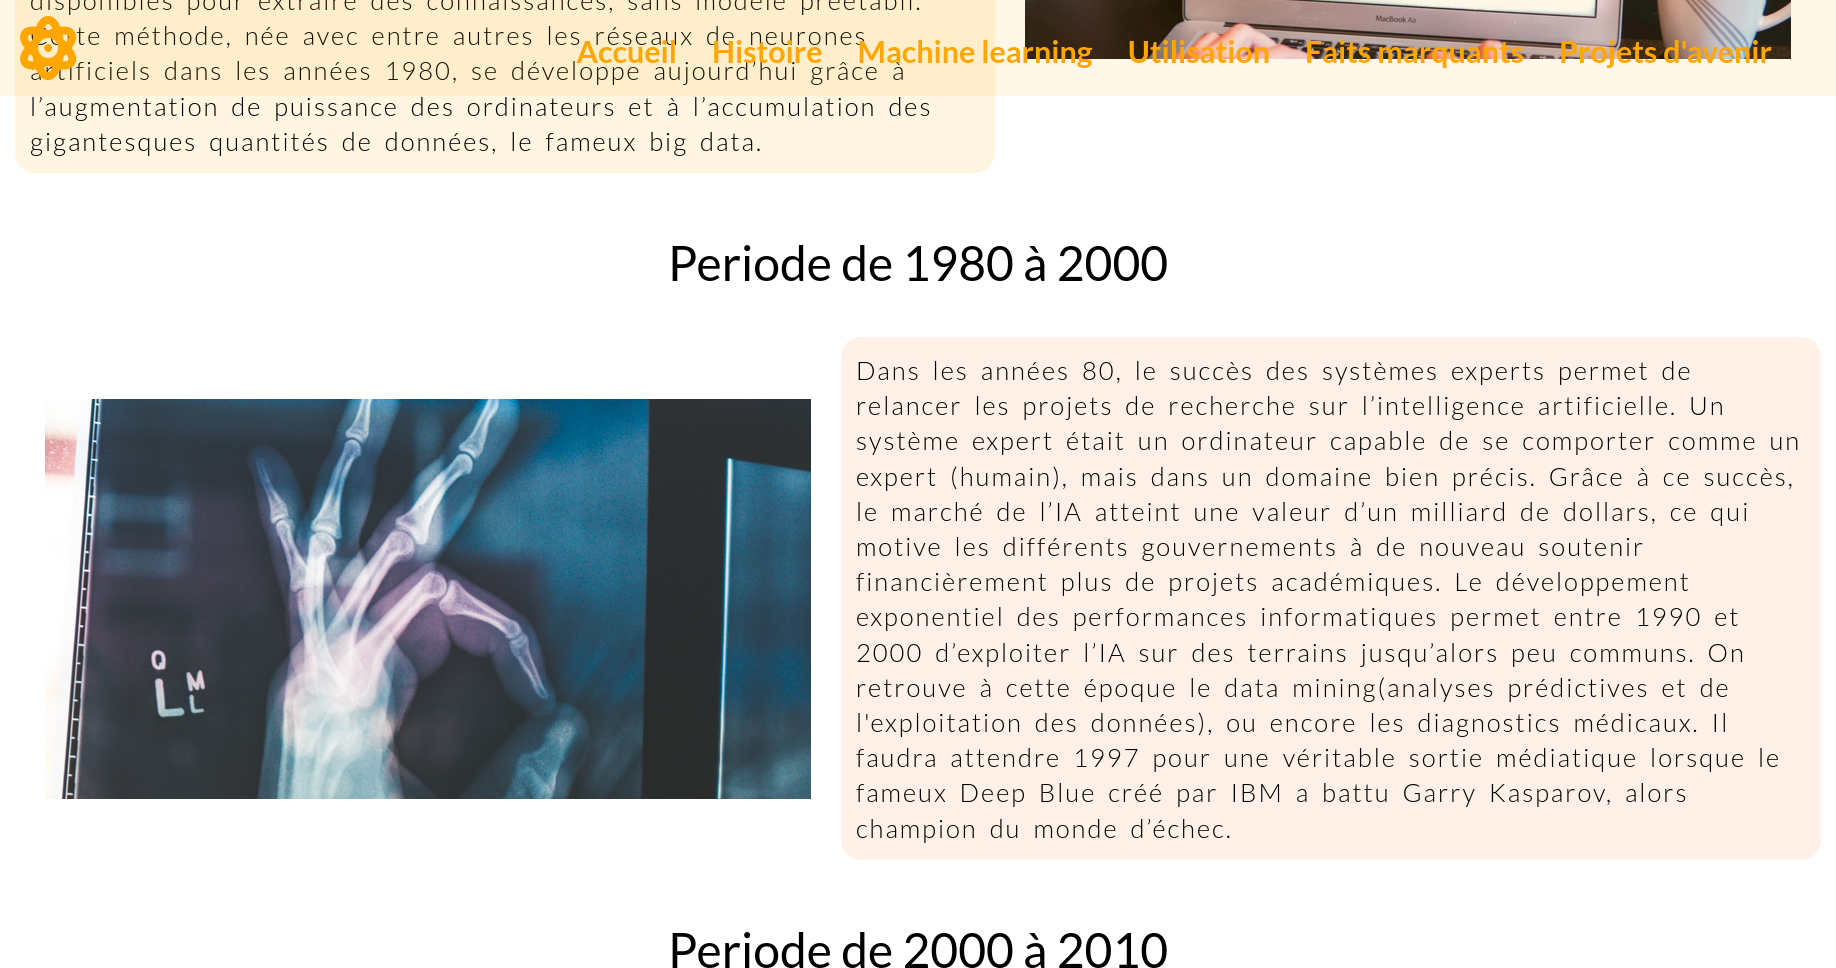 disponibles pour extraire des connaissances, sans modèle préétabli.
MacBook Air
Accueil Histoire Machine learning Utilisation Faits marquants Projets d'avenir
Cette méthode, née avec entre autres les réseaux de neurones
artificiels dans les années 1980, se développe aujourd'hui grâce à
l’augmentation de puissance des ordinateurs et à l’accumulation des
gigantesques quantités de données, le fameux big data.
Periode de 1980 à 2000
Q
L
M
L
Dans les années 80, le succès des systèmes experts permet de
relancer les projets de recherche sur l’intelligence artificielle. Un
système expert était un ordinateur capable de se comporter comme un
expert (humain), mais dans un domaine bien précis. Grâce à ce succès,
le marché de l’IA atteint une valeur d’un milliard de dollars, ce qui
motive les différents gouvernements à de nouveau soutenir
financièrement plus de projets académiques. Le développement
exponentiel des performances informatiques permet entre 1990 et
2000 d’exploiter l’IA sur des terrains jusqu’alors peu communs. On
retrouve à cette époque le data mining(analyses prédictives et de
l'exploitation des données), ou encore les diagnostics médicaux. Il
faudra attendre 1997 pour une véritable sortie médiatique lorsque le
fameux Deep Blue créé par IBM a battu Garry Kasparov, alors
champion du monde d’échec.
Periode de 2000 à 2010